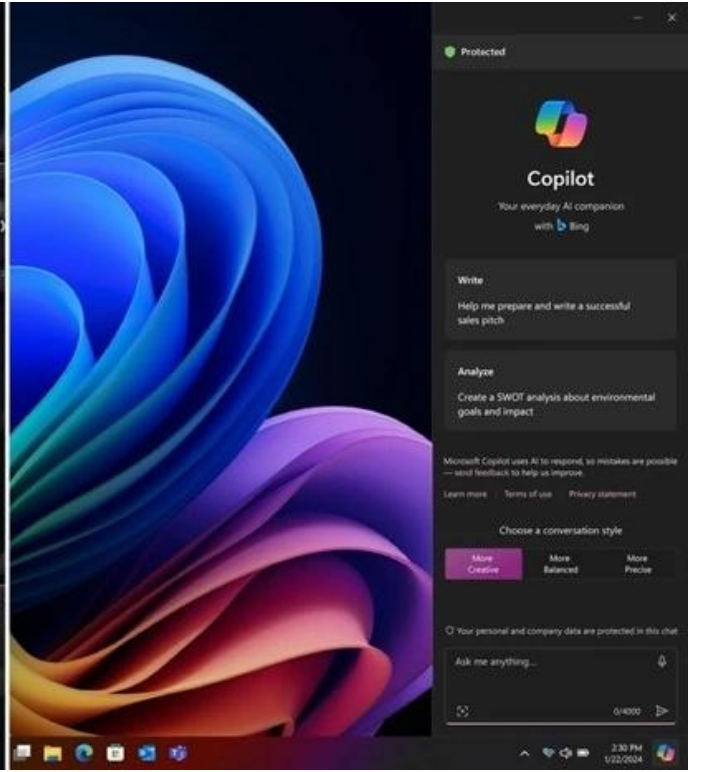 Protected
Copilot
Your everyday AI companion
with Bing
Write
Help me prepare and write a successful
sales pitch
Analyze
Create a SWOT analysis about environmental
goals and impact
Microsoft Copilot uses AI to respond, so mistakes are possible
— send feedback to help us improve.
Learn more Terms of use Privacy statement
Choose a conversation style
More
Creative
More
Balanced
More
Precise
Your personal and company data are protected in this chat
Ask me anything...
0/4000
2:30 PM
1/22/2024